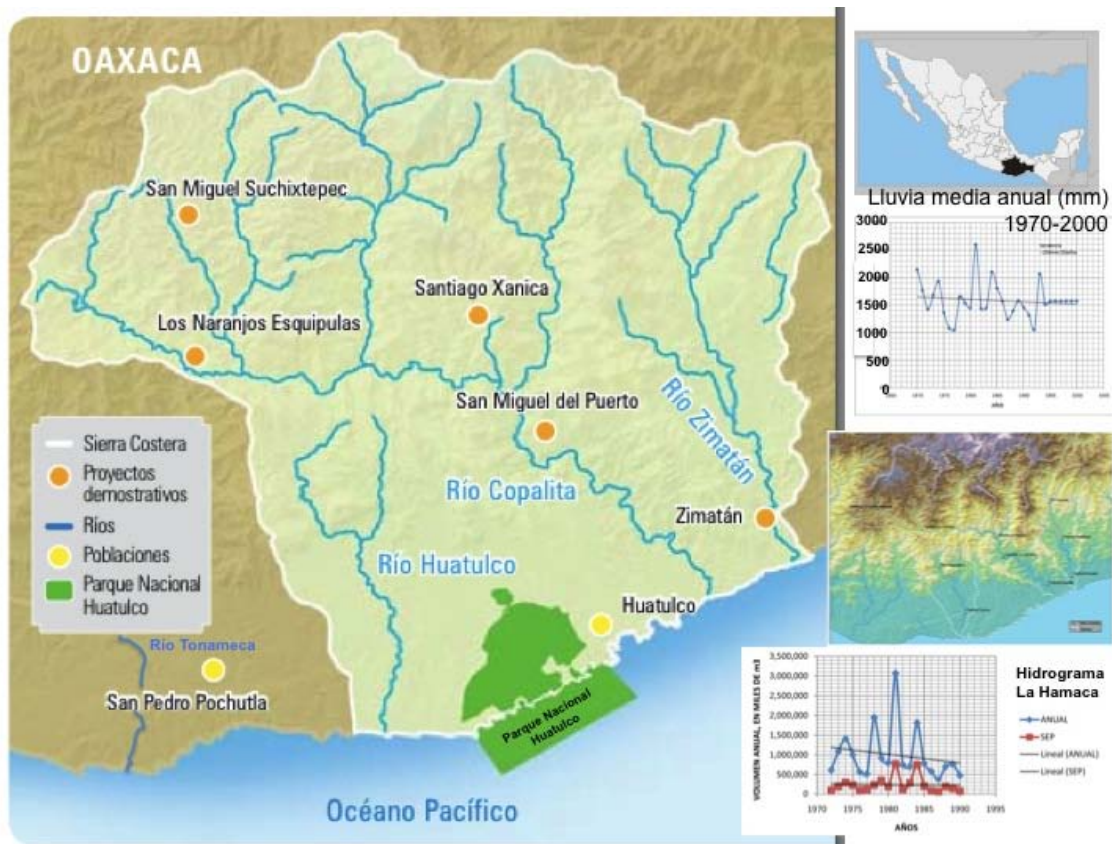 OAXACA
San Miguel Suchixtepec
Santiago Xanica
Los Naranjos Esquipulas
San Miguel del Puerto
Río Zimatán
Río Copalita
Zimatán
Río Huatulco
Huatulco
Sierra Costera
Proyectos
demostrativos
Ríos
Poblaciones
Parque Nacional
Huatulco
Río Tonameca
San Pedro Pochutla
Parque Nacional
Huatulco
Océano Pacífico
Lluvia media anual (mm)
1970-2000
3000
2500
2000
1500
1000
500
0
años
3,500,000
3,000,000
2,500,000
2,000,000
1,500,000
1,000,000
500,000
0
1970 1975 1980 1985 1990 1995
VOLUMEN ANUAL, EN MILES DE m3
AÑOS
Hidrograma
La Hamaca
ANUAL
SEP
Lineal (ANUAL)
Lineal (SEP)